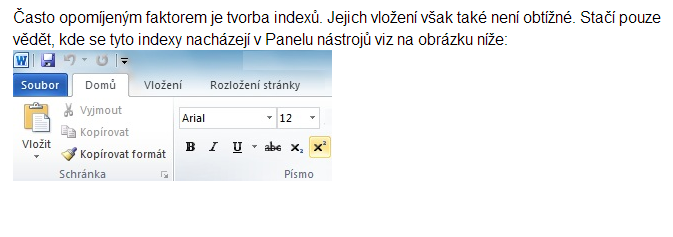 Často opomíjeným faktorem je tvorba indexů. Jejich vložení však také není obtížné. Stačí pouze
vědět, kde se tyto indexy nacházejí v Panelu nástrojů viz na obrázku níže:
W
Soubor Domů Vložení Rozložení stránky
Vložit
Vyjmout
Kopírovat
Kopírovat formát
Schránka
Arial 12
B I U abc x₂ x²
Písmo